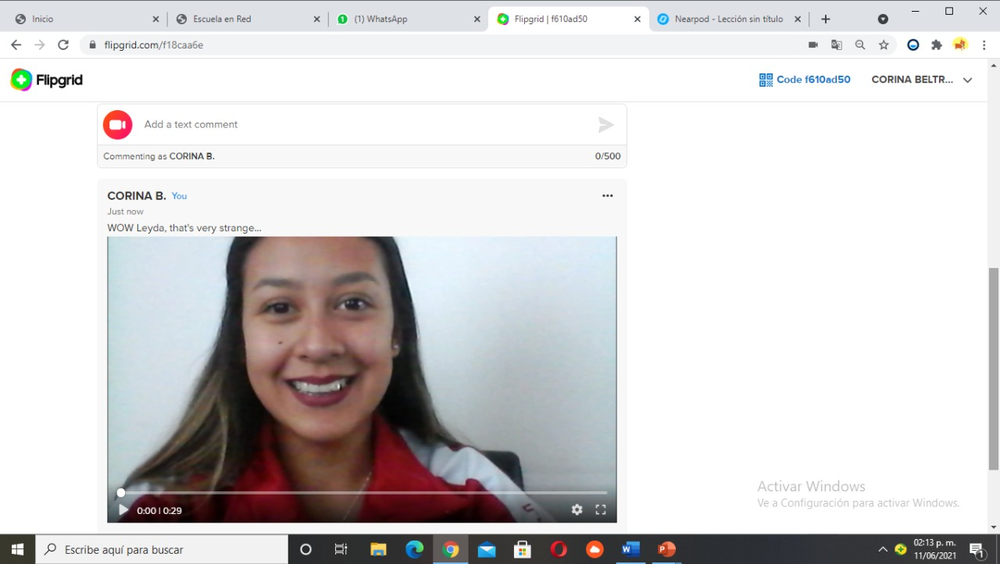 Inicio
Escuela en Red
(1) WhatsApp
Flipgrid | f610ad50
Nearpod - Lección sin título
flipgrid.com/f18caa6e
Flipgrid
Code f610ad50
CORINA BELTR...
Add a text comment
Commenting as CORINA B.
0/500
CORINA B. You
Just now
WOW Leyda, that's very strange...
0:00 | 0:29
Activar Windows
Ve a Configuración para activar Windows.
Escribe aquí para buscar
02:13 p. m.
11/06/2021